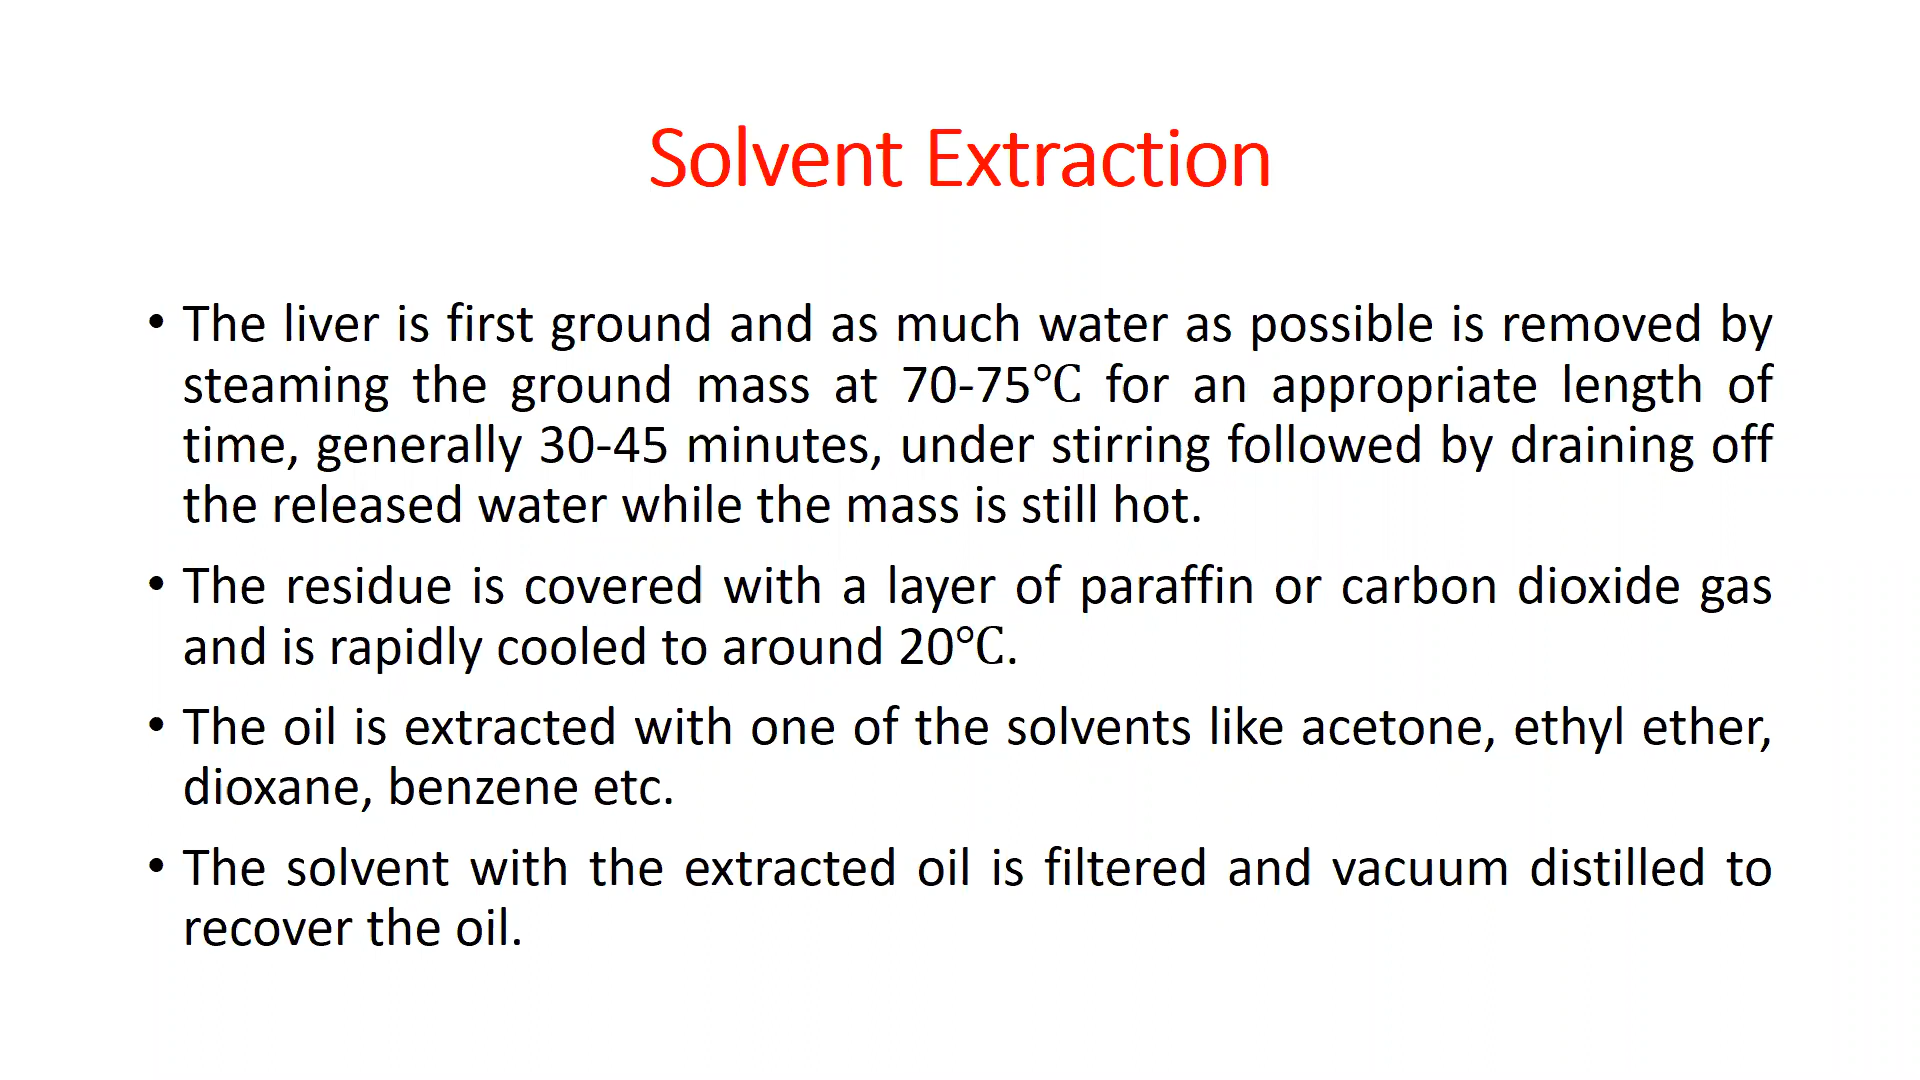 Solvent Extraction
• The liver is first ground and as much water as possible is removed by
steaming the ground mass at 70-75℃ for an appropriate length of
time, generally 30-45 minutes, under stirring followed by draining off
the released water while the mass is still hot.
• The residue is covered with a layer of paraffin or carbon dioxide gas
and is rapidly cooled to around 20℃.
• The oil is extracted with one of the solvents like acetone, ethyl ether,
dioxane, benzene etc.
• The solvent with the extracted oil is filtered and vacuum distilled to
recover the oil.